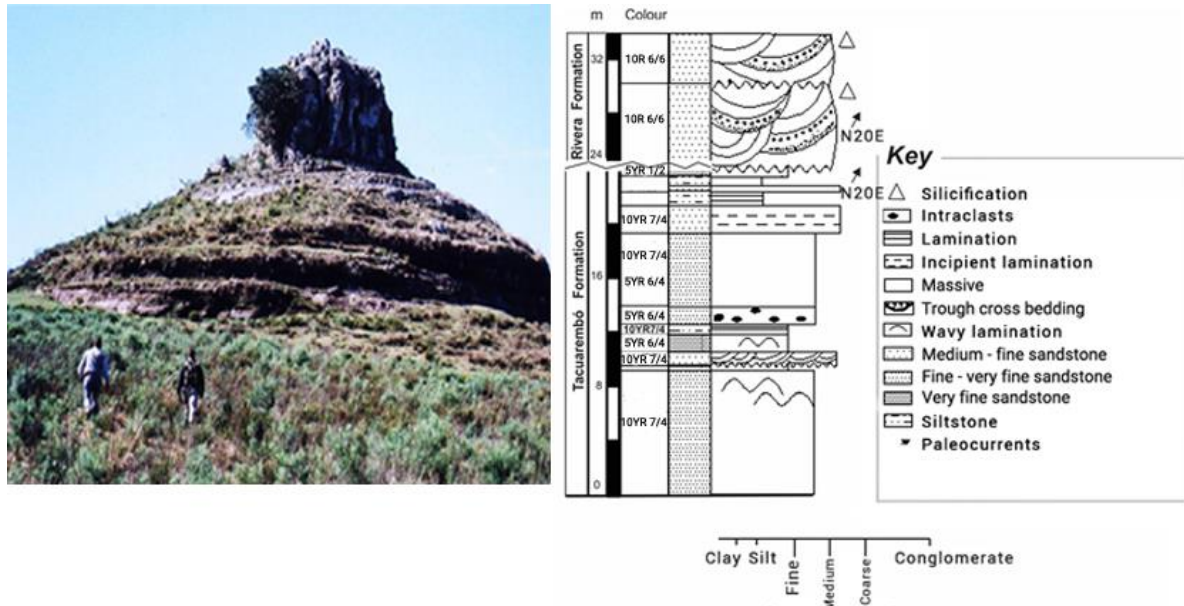 m Colour
Rivera Formation
Tacuarembó Formation
32
24
16
8
0
10R 6/6
10R 6/6
5YR 1/2
10YR 7/4
10YR 7/4
5YR 6/4
5YR 6/4
10YR7/4
5YR 6/4
10YR 7/4
10YR 7/4
N20E
N20E
Key
Silicification
Intraclasts
Lamination
Incipient lamination
Massive
Trough cross bedding
Wavy lamination
Medium - fine sandstone
Fine - very fine sandstone
Very fine sandstone
Siltstone
Paleocurrents
Clay Silt Fine Medium Coarse Conglomerate